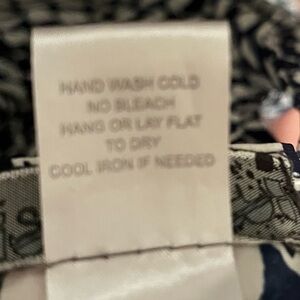 HAND WASH COLD
NO BLEACH
HANG OR LAY FLAT
TO DRY
COOL IRON IF NEEDED